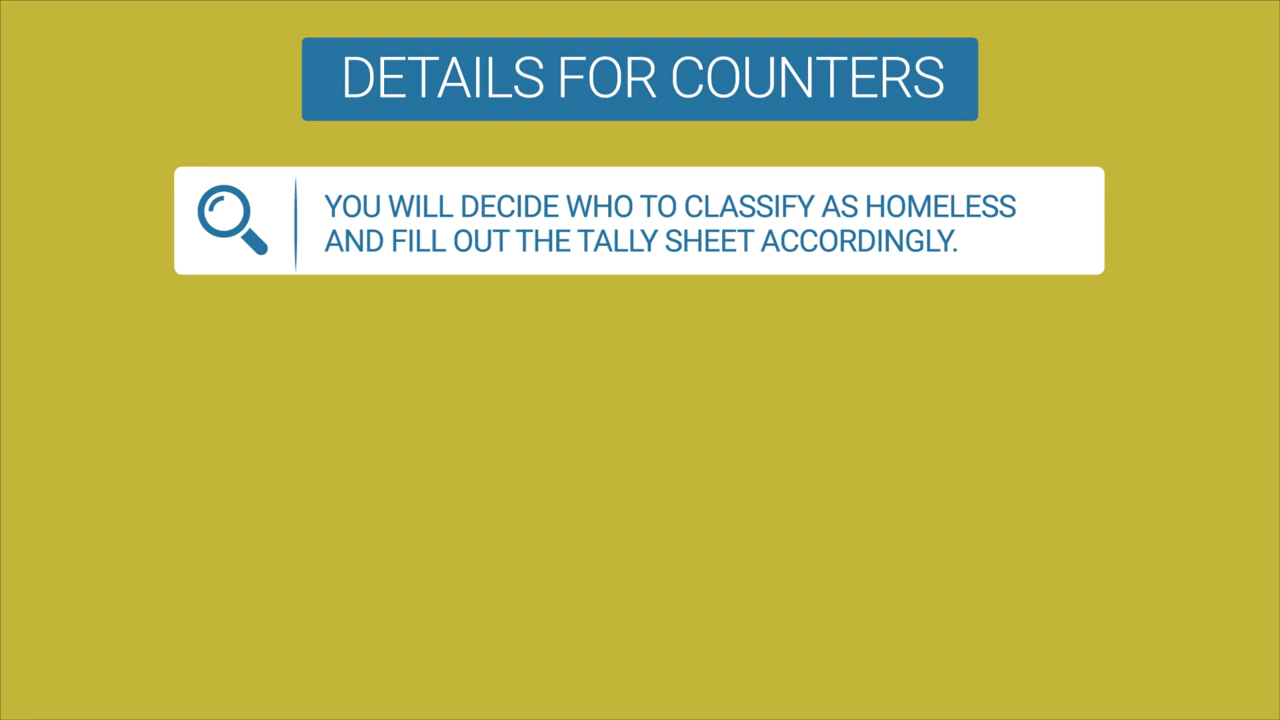 DETAILS FOR COUNTERS
YOU WILL DECIDE WHO TO CLASSIFY AS HOMELESS
AND FILL OUT THE TALLY SHEET ACCORDINGLY.